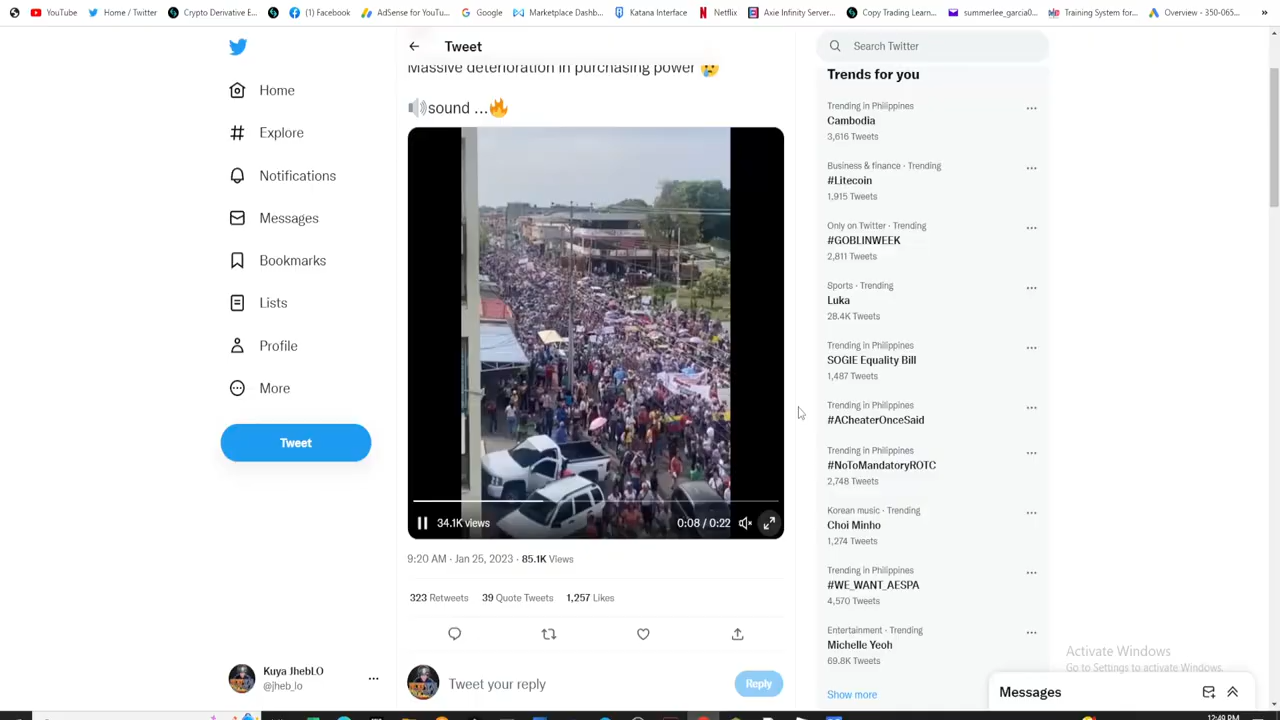 YouTube
Home / Twitter
Crypto Derivative E...
(1) Facebook
AdSense for YouTu...
Google
Marketplace Dashb...
Katana Interface
Netflix
Axie Infinity Server...
Copy Trading Learn...
summerlee_garcia0...
Training System for...
Overview - 350-065...
»
Tweet
Search Twitter
Massive deterioration in purchasing power 😢
🔊sound ...🔥
Home
Explore
Notifications
Messages
Bookmarks
Lists
Profile
More
Tweet
34.1K views
0:08 / 0:22
9:20 AM · Jan 25, 2023 · 85.1K Views
323 Retweets 39 Quote Tweets 1,257 Likes
Kuya JhebLO
@jheb_lo
Tweet your reply
Reply
Trends for you
Trending in Philippines
Cambodia
3,616 Tweets
Business & finance · Trending
#Litecoin
1,915 Tweets
Only on Twitter · Trending
#GOBLINWEEK
2,811 Tweets
Sports · Trending
Luka
28.4K Tweets
Trending in Philippines
SOGIE Equality Bill
1,487 Tweets
Trending in Philippines
#ACheaterOnceSaid
Trending in Philippines
#NoToMandatoryROTC
2,748 Tweets
Korean music · Trending
Choi Minho
1,274 Tweets
Trending in Philippines
#WE_WANT_AESPA
4,570 Tweets
Entertainment · Trending
Michelle Yeoh
69.8K Tweets
Show more
Activate Windows
Go to Settings to activate Windows.
Messages
12:49 PM